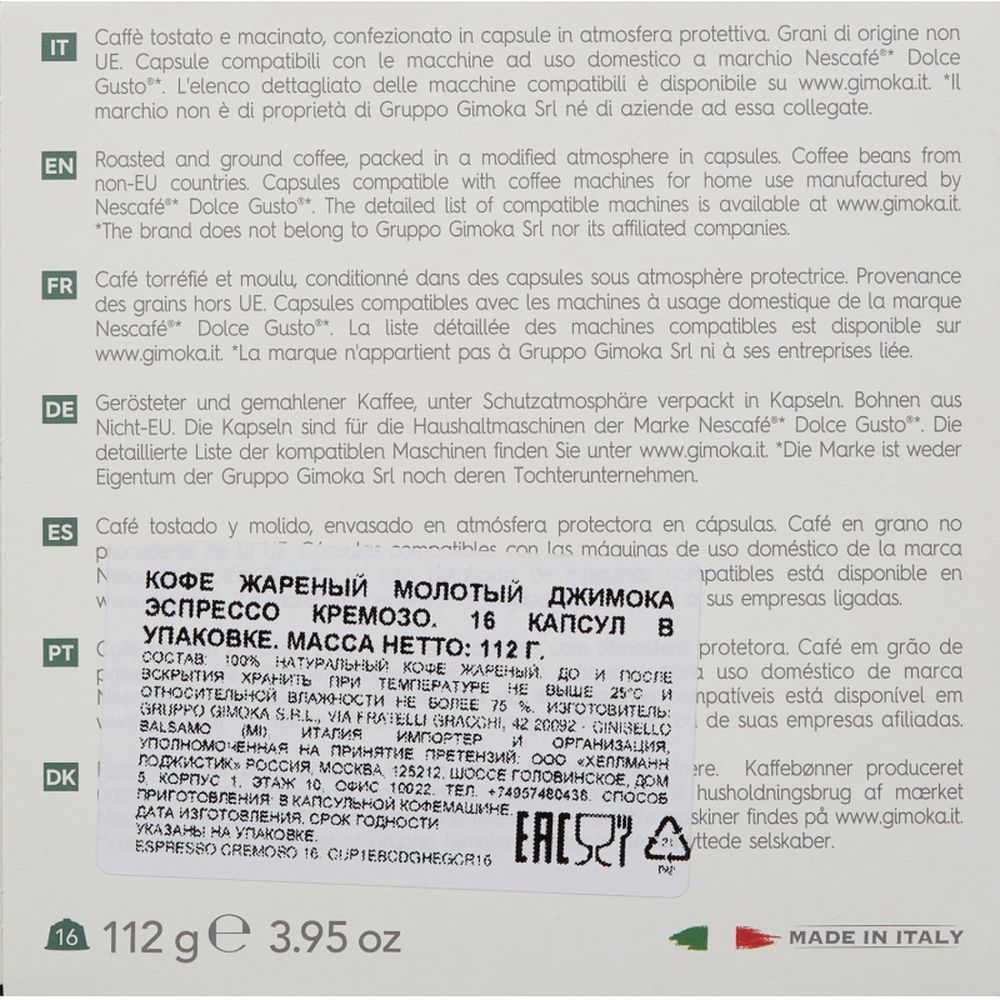 IT
Caffè tostato e macinato, confezionato in capsule in atmosfera protettiva. Grani di origine non
UE. Capsule compatibili con le macchine ad uso domestico a marchio Nescafé®* Dolce
Gusto®*. L'elenco dettagliato delle macchine compatibili è disponibile su www.gimoka.it. *Il
marchio non è di proprietà di Gruppo Gimoka Srl né di aziende ad essa collegate.
EN
Roasted and ground coffee, packed in a modified atmosphere in capsules. Coffee beans from
non-EU countries. Capsules compatible with coffee machines for home use manufactured by
Nescafé®* Dolce Gusto®*. The detailed list of compatible machines is available at www.gimoka.it.
*The brand does not belong to Gruppo Gimoka Srl nor its affiliated companies.
FR
Café torréfié et moulu, conditionné dans des capsules sous atmosphère protectrice. Provenance
des grains hors UE. Capsules compatibles avec les machines à usage domestique de la marque
Nescafé®* Dolce Gusto®*. La liste détaillée des machines compatibles est disponible sur
www.gimoka.it. *La marque n'appartient pas à Gruppo Gimoka Srl ni à ses entreprises liée.
DE
Gerösteter und gemahlener Kaffee, unter Schutzatmosphäre verpackt in Kapseln. Bohnen aus
Nicht-EU. Die Kapseln sind für die Haushaltmaschinen der Marke Nescafé®* Dolce Gusto®*. Die
detaillierte Liste der kompatiblen Maschinen finden Sie unter www.gimoka.it. *Die Marke ist weder
Eigentum der Gruppo Gimoka Srl noch deren Tochterunternehmen.
ES
Café tostado y molido, envasado en atmósfera protectora en cápsulas. Café en grano no
procedente de la UE. Cápsulas compatibles con las máquinas de uso doméstico de la marca
compatibles está disponible en
sus empresas ligadas.
PT
protetora. Café em grão de
uso doméstico de marca
compatíveis está disponível em
de suas empresas afiliadas.
DK
Kaffebønner produceret
husholdningsbrug af mærket
findes på www.gimoka.it.
selskaber.
КОФЕ ЖАРЕНЫЙ МОЛОТЫЙ ДЖИМОКА
ЭСПРЕССО КРЕМОЗО. 16 КАПСУЛ В
УПАКОВКЕ. МАССА НЕТТО: 112 Г.
СОСТАВ: 100% НАТУРАЛЬНЫЙ КОФЕ ЖАРЕНЫЙ. ДО И ПОСЛЕ
ВСКРЫТИЯ ХРАНИТЬ ПРИ ТЕМПЕРАТУРЕ НЕ ВЫШЕ 25°С И
ОТНОСИТЕЛЬНОЙ ВЛАЖНОСТИ НЕ БОЛЕЕ 75 %. ИЗГОТОВИТЕЛЬ:
GRUPPO GIMOKA S.R.L., VIA FRATELLI GRACCHI, 42 20092 - CINISELLO
BALSAMO (MI), ИТАЛИЯ ИМПОРТЕР И ОРГАНИЗАЦИЯ,
УПОЛНОМОЧЕННАЯ НА ПРИНЯТИЕ ПРЕТЕНЗИЙ: ООО «ХЕЛЛМАНН
ЛОДЖИСТИК» РОССИЯ, МОСКВА, 125212, ШОССЕ ГОЛОВИНСКОЕ, ДОМ
5, КОРПУС 1, ЭТАЖ 10, ОФИС 10022. ТЕЛ. +74957480438. СПОСОБ
ПРИГОТОВЛЕНИЯ: В КАПСУЛЬНОЙ КОФЕМАШИНЕ.
ДАТА ИЗГОТОВЛЕНИЯ, СРОК ГОДНОСТИ
УКАЗАНЫ НА УПАКОВКЕ.
ESPRESSO CREMOSO 16
EAC
21
PAP
16 112 g ℮ 3.95 oz
MADE IN ITALY